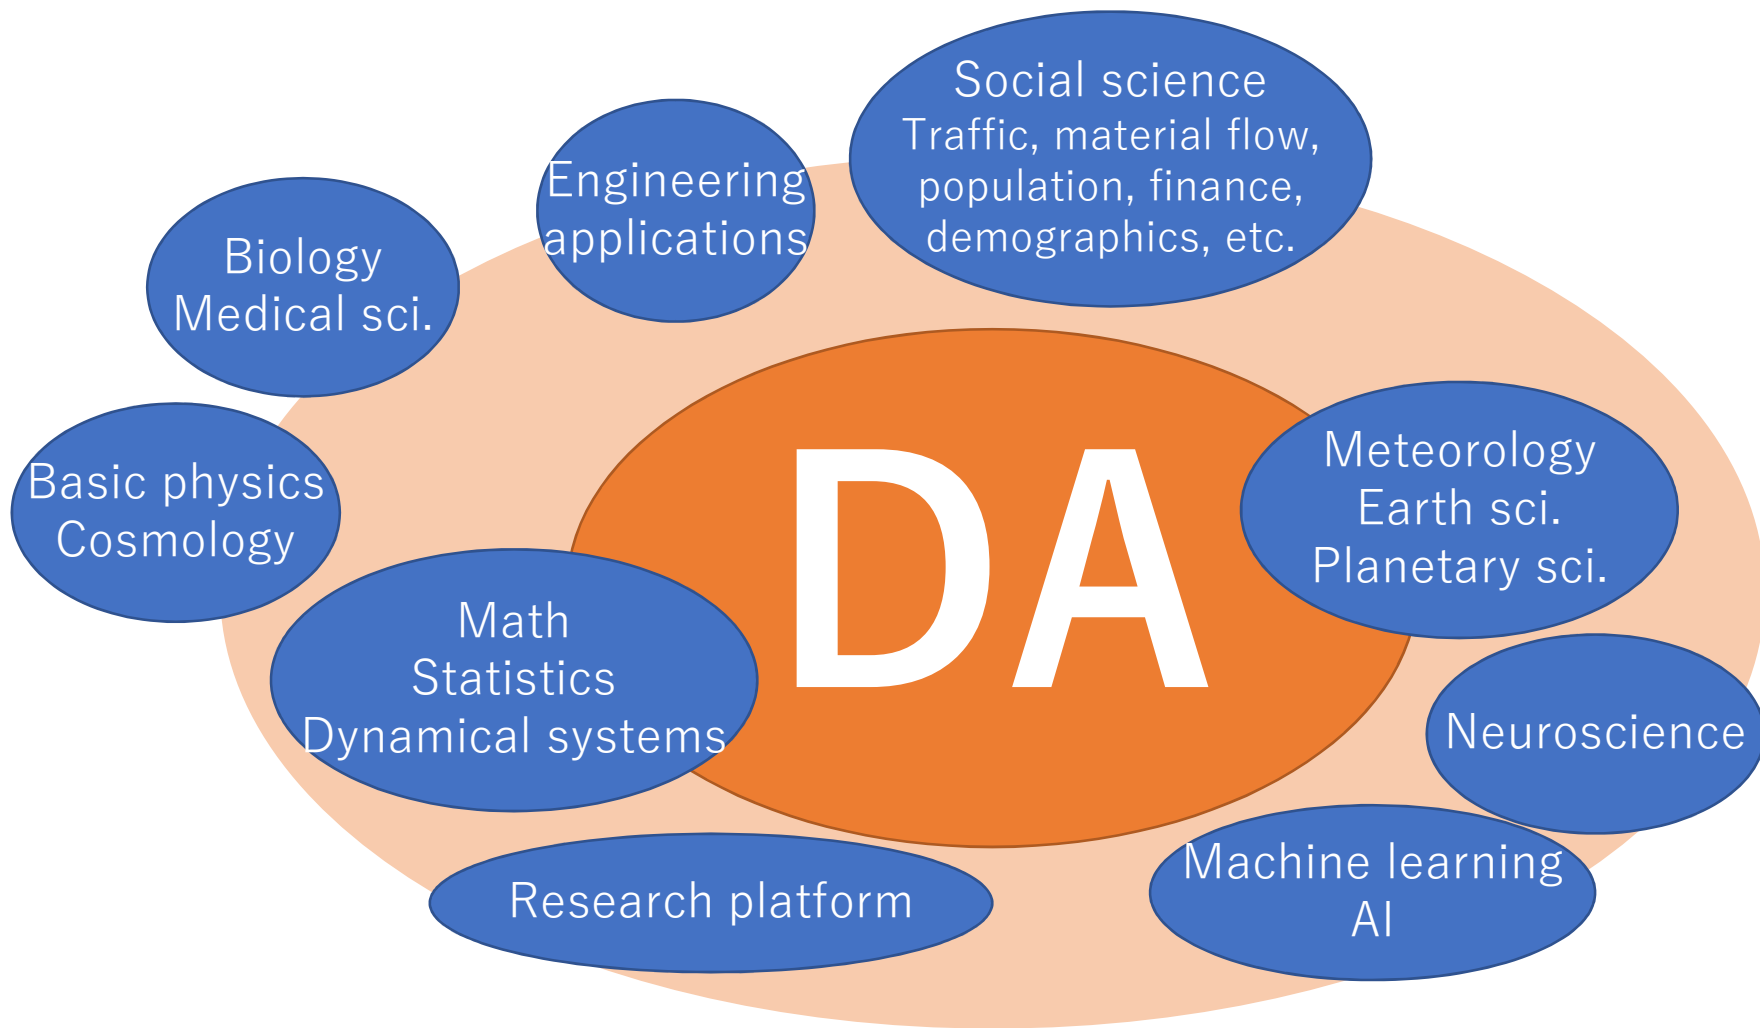 Social science
Traffic, material flow,
population, finance,
demographics, etc.
Engineering
applications
Biology
Medical sci.
Basic physics
Cosmology
DA
Meteorology
Earth sci.
Planetary sci.
Math
Statistics
Dynamical systems
Neuroscience
Research platform
Machine learning
AI